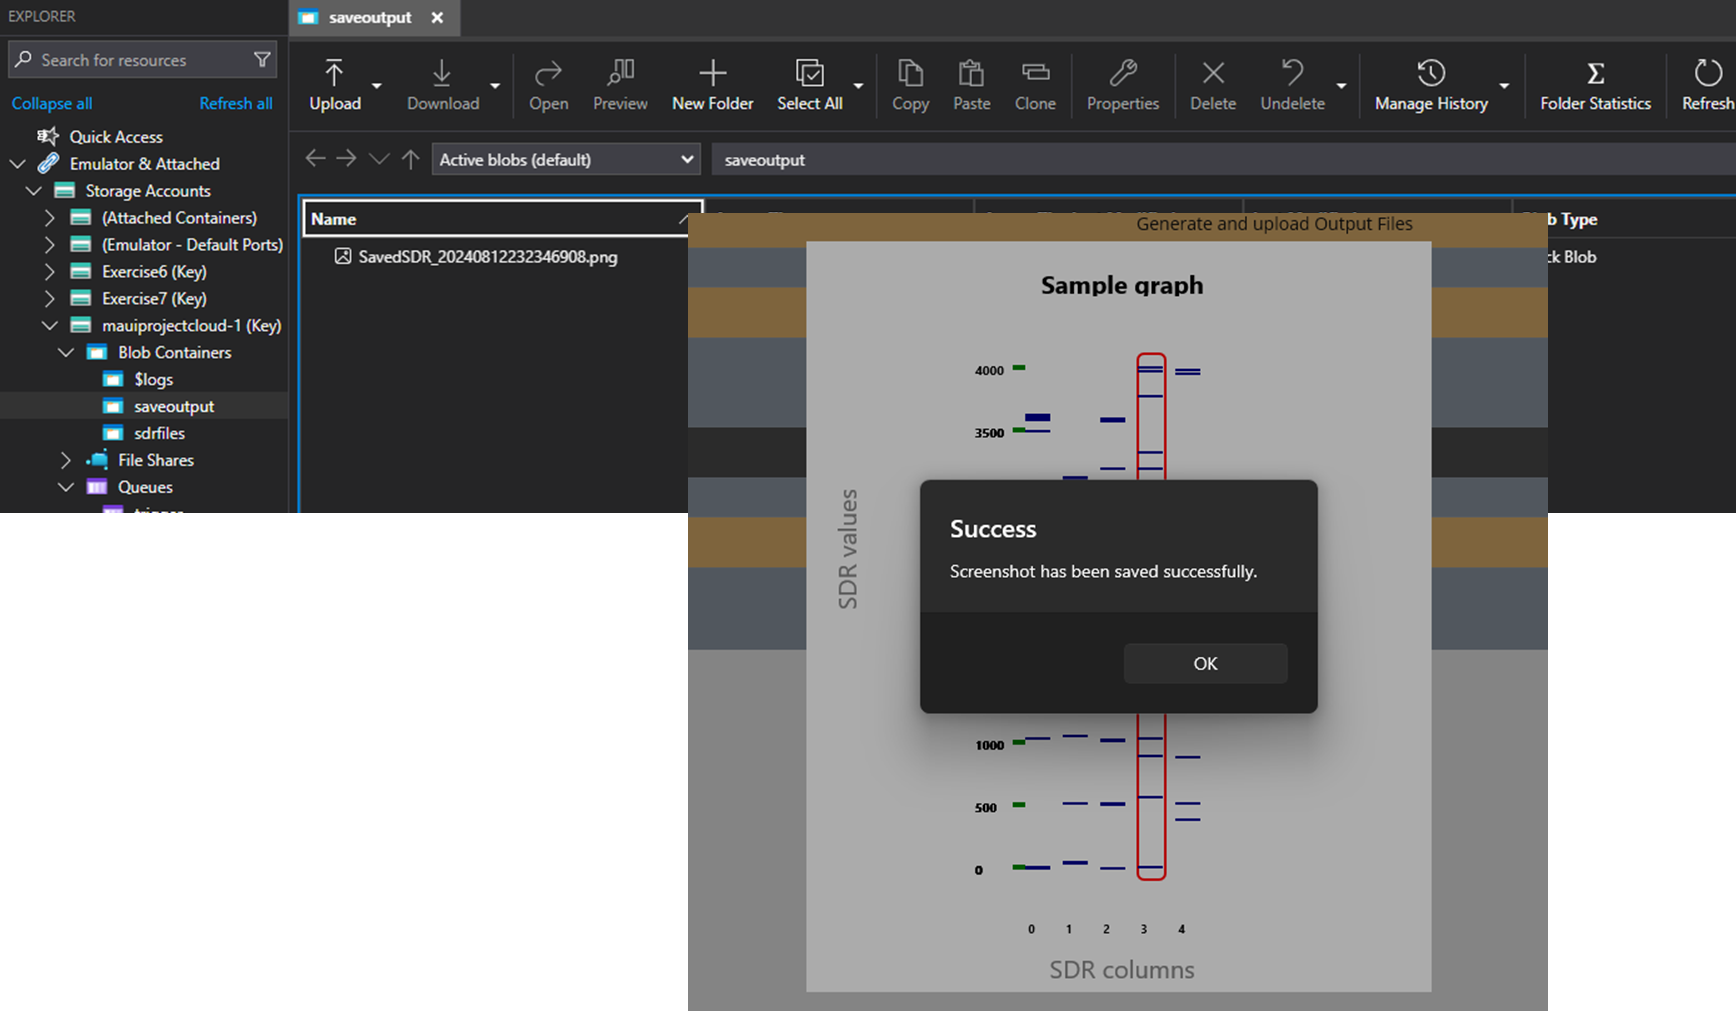 EXPLORER
saveoutput
Search for resources
Collapse all Refresh all
Upload Download Open Preview New Folder Select All Copy Paste Clone Properties Delete Undelete Manage History Folder Statistics Refresh
Active blobs (default) saveoutput
Quick Access
Emulator & Attached
Storage Accounts
(Attached Containers)
(Emulator - Default Ports)
Exercise6 (Key)
Exercise7 (Key)
mauiprojectcloud-1 (Key)
Blob Containers
$logs
saveoutput
sdrfiles
File Shares
Queues
Name
b Type
SavedSDR_20240812232346908.png
ck Blob
Generate and upload Output Files
Sample graph
4000
3500
SDR values
Success
Screenshot has been saved successfully.
OK
1000
500
0
0 1 2 3 4
SDR columns